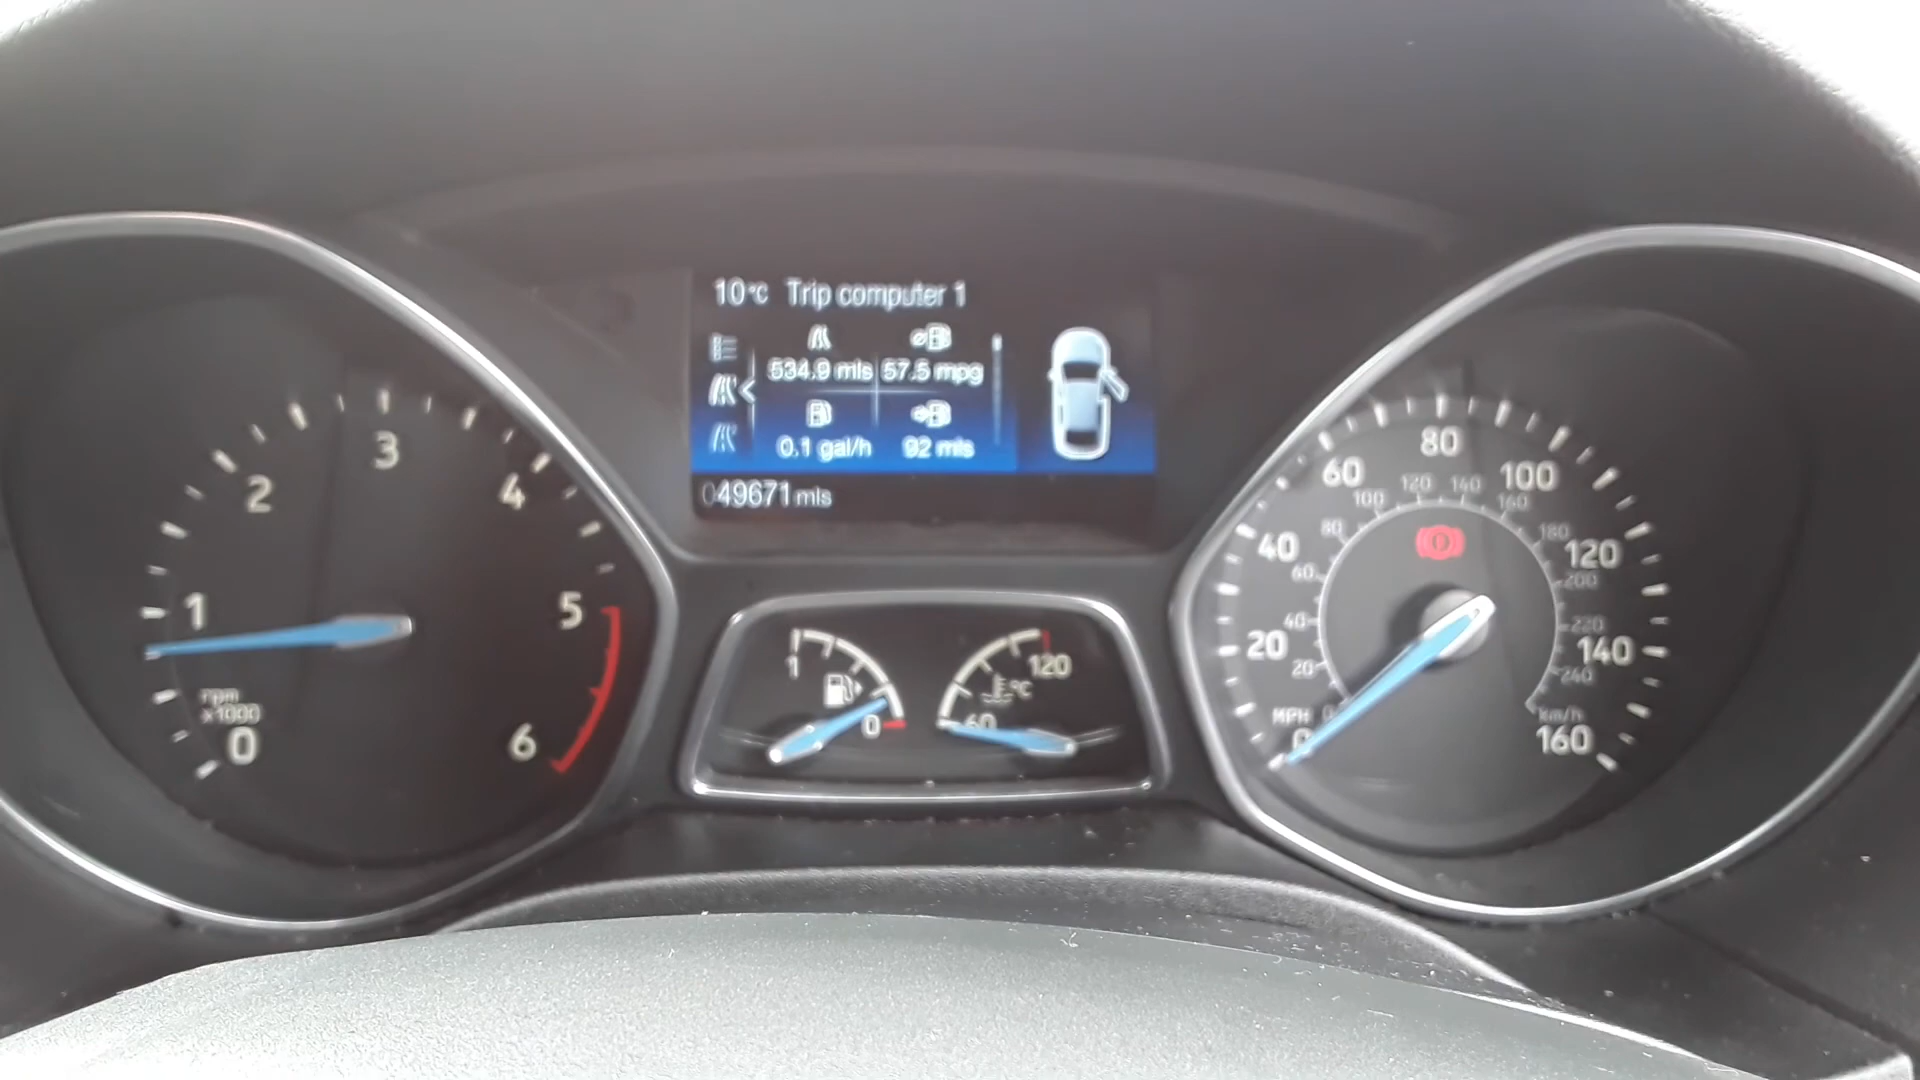 10°C Trip computer 1
534.9 mls 57.5 mpg
0.1 gal/h 92 mls
049671 mls
0 1 2 3 4 5 6
rpm
x1000
1 0
60 120
°C
0 20 40 60 80 100 120 140 160
MPH
0 20 40 60 80 100 120 140 160 180 200 220 240
km/h